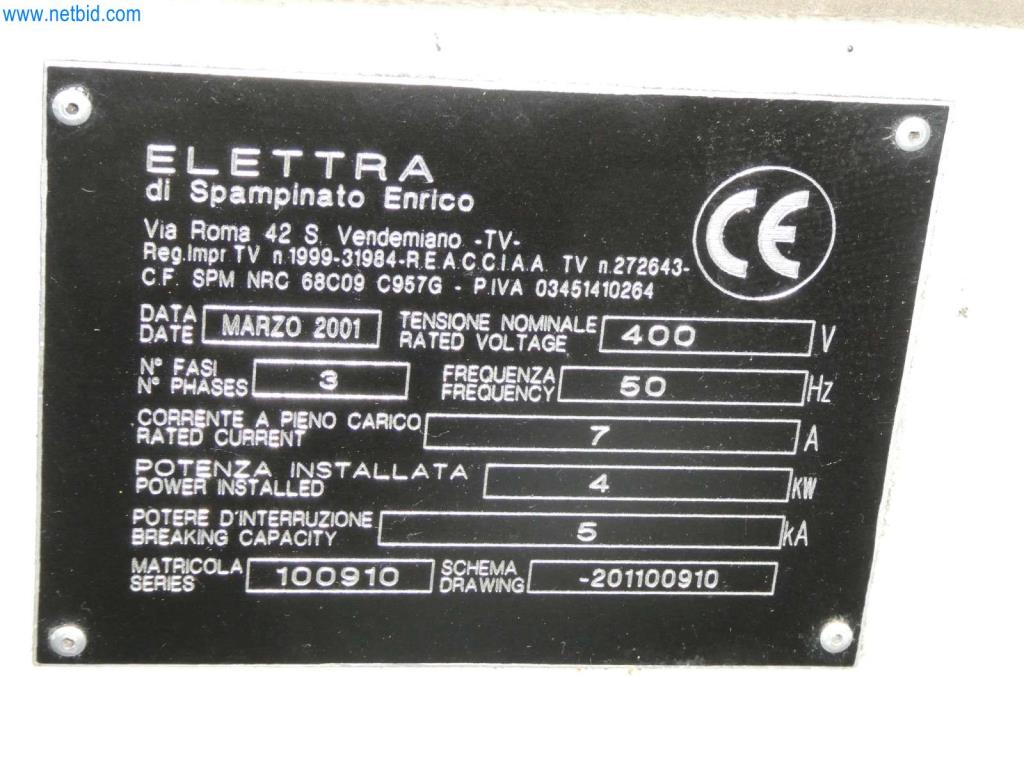 www.netbid.com
ELETTRA
di Spampinato Enrico
Via Roma 42 S. Vendemiano -TV-
Reg.Impr TV n.1999-31984-R.E.A.C.C.I.A.A. TV n.272643-
C.F. SPM NRC 68C09 C957G - P.IVA 03451410264
CE
DATA DATE MARZO 2001 TENSIONE NOMINALE RATED VOLTAGE 400 V
N° FASI N° PHASES 3 FREQUENZA FREQUENCY 50 Hz
CORRENTE A PIENO CARICO RATED CURRENT 7 A
POTENZA INSTALLATA POWER INSTALLED 4 KW
POTERE D'INTERRUZIONE BREAKING CAPACITY 5 kA
MATRICOLA SERIES 100910 SCHEMA DRAWING -201100910